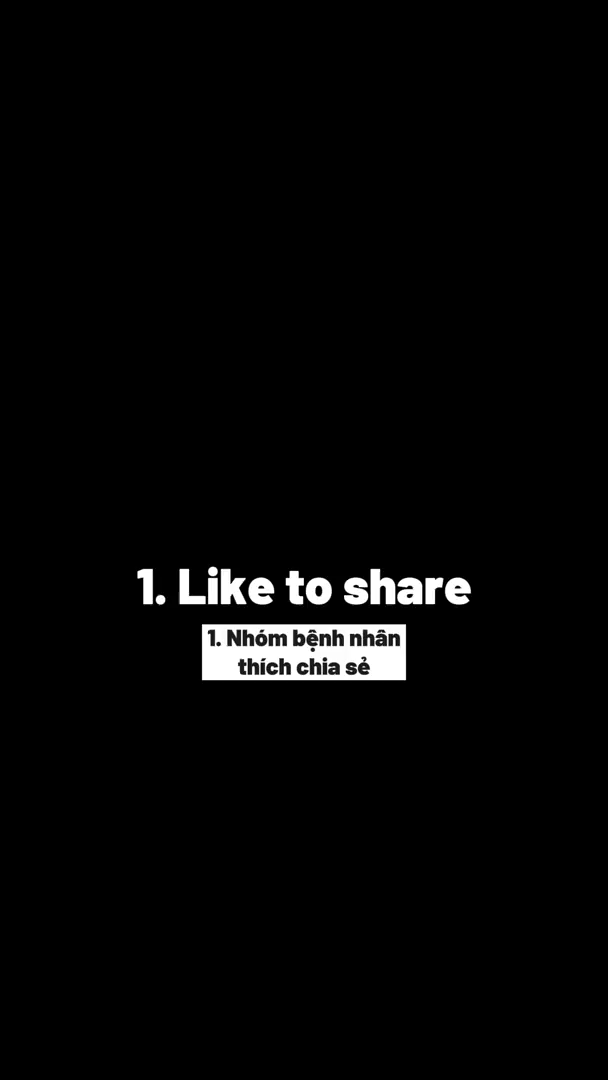 1. Like to share
1. Nhóm bệnh nhân
thích chia sẻ